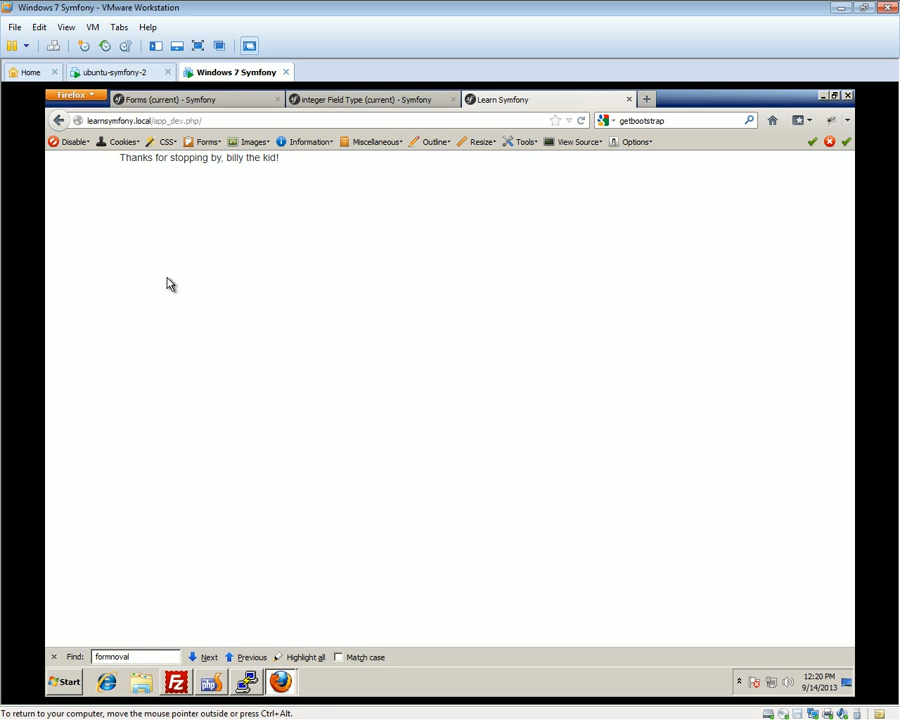 Windows 7 Symfony - VMware Workstation
File Edit View VM Tabs Help
Home ubuntu-symfony-2 Windows 7 Symfony
Firefox Forms (current) - Symfony integer Field Type (current) - Symfony Learn Symfony
learnsymfony.local/app_dev.php/ getbootstrap
Disable Cookies CSS Forms Images Information Miscellaneous Outline Resize Tools View Source Options
Thanks for stopping by, billy the kid!
Find: formnoval Next Previous Highlight all Match case
Start 12:20 PM
9/14/2013
To return to your computer, move the mouse pointer outside or press Ctrl+Alt.